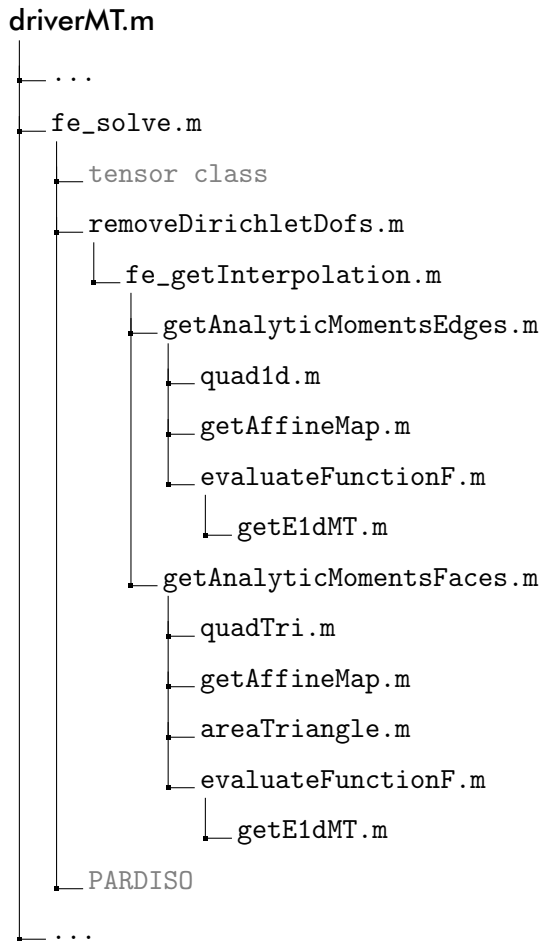 driverMT.m
...
fe_solve.m
tensor class
removeDirichletDofs.m
fe_getInterpolation.m
getAnalyticMomentsEdges.m
quad1d.m
getAffineMap.m
evaluateFunctionF.m
getE1dMT.m
getAnalyticMomentsFaces.m
quadTri.m
getAffineMap.m
areaTriangle.m
evaluateFunctionF.m
getE1dMT.m
PARDISO
...